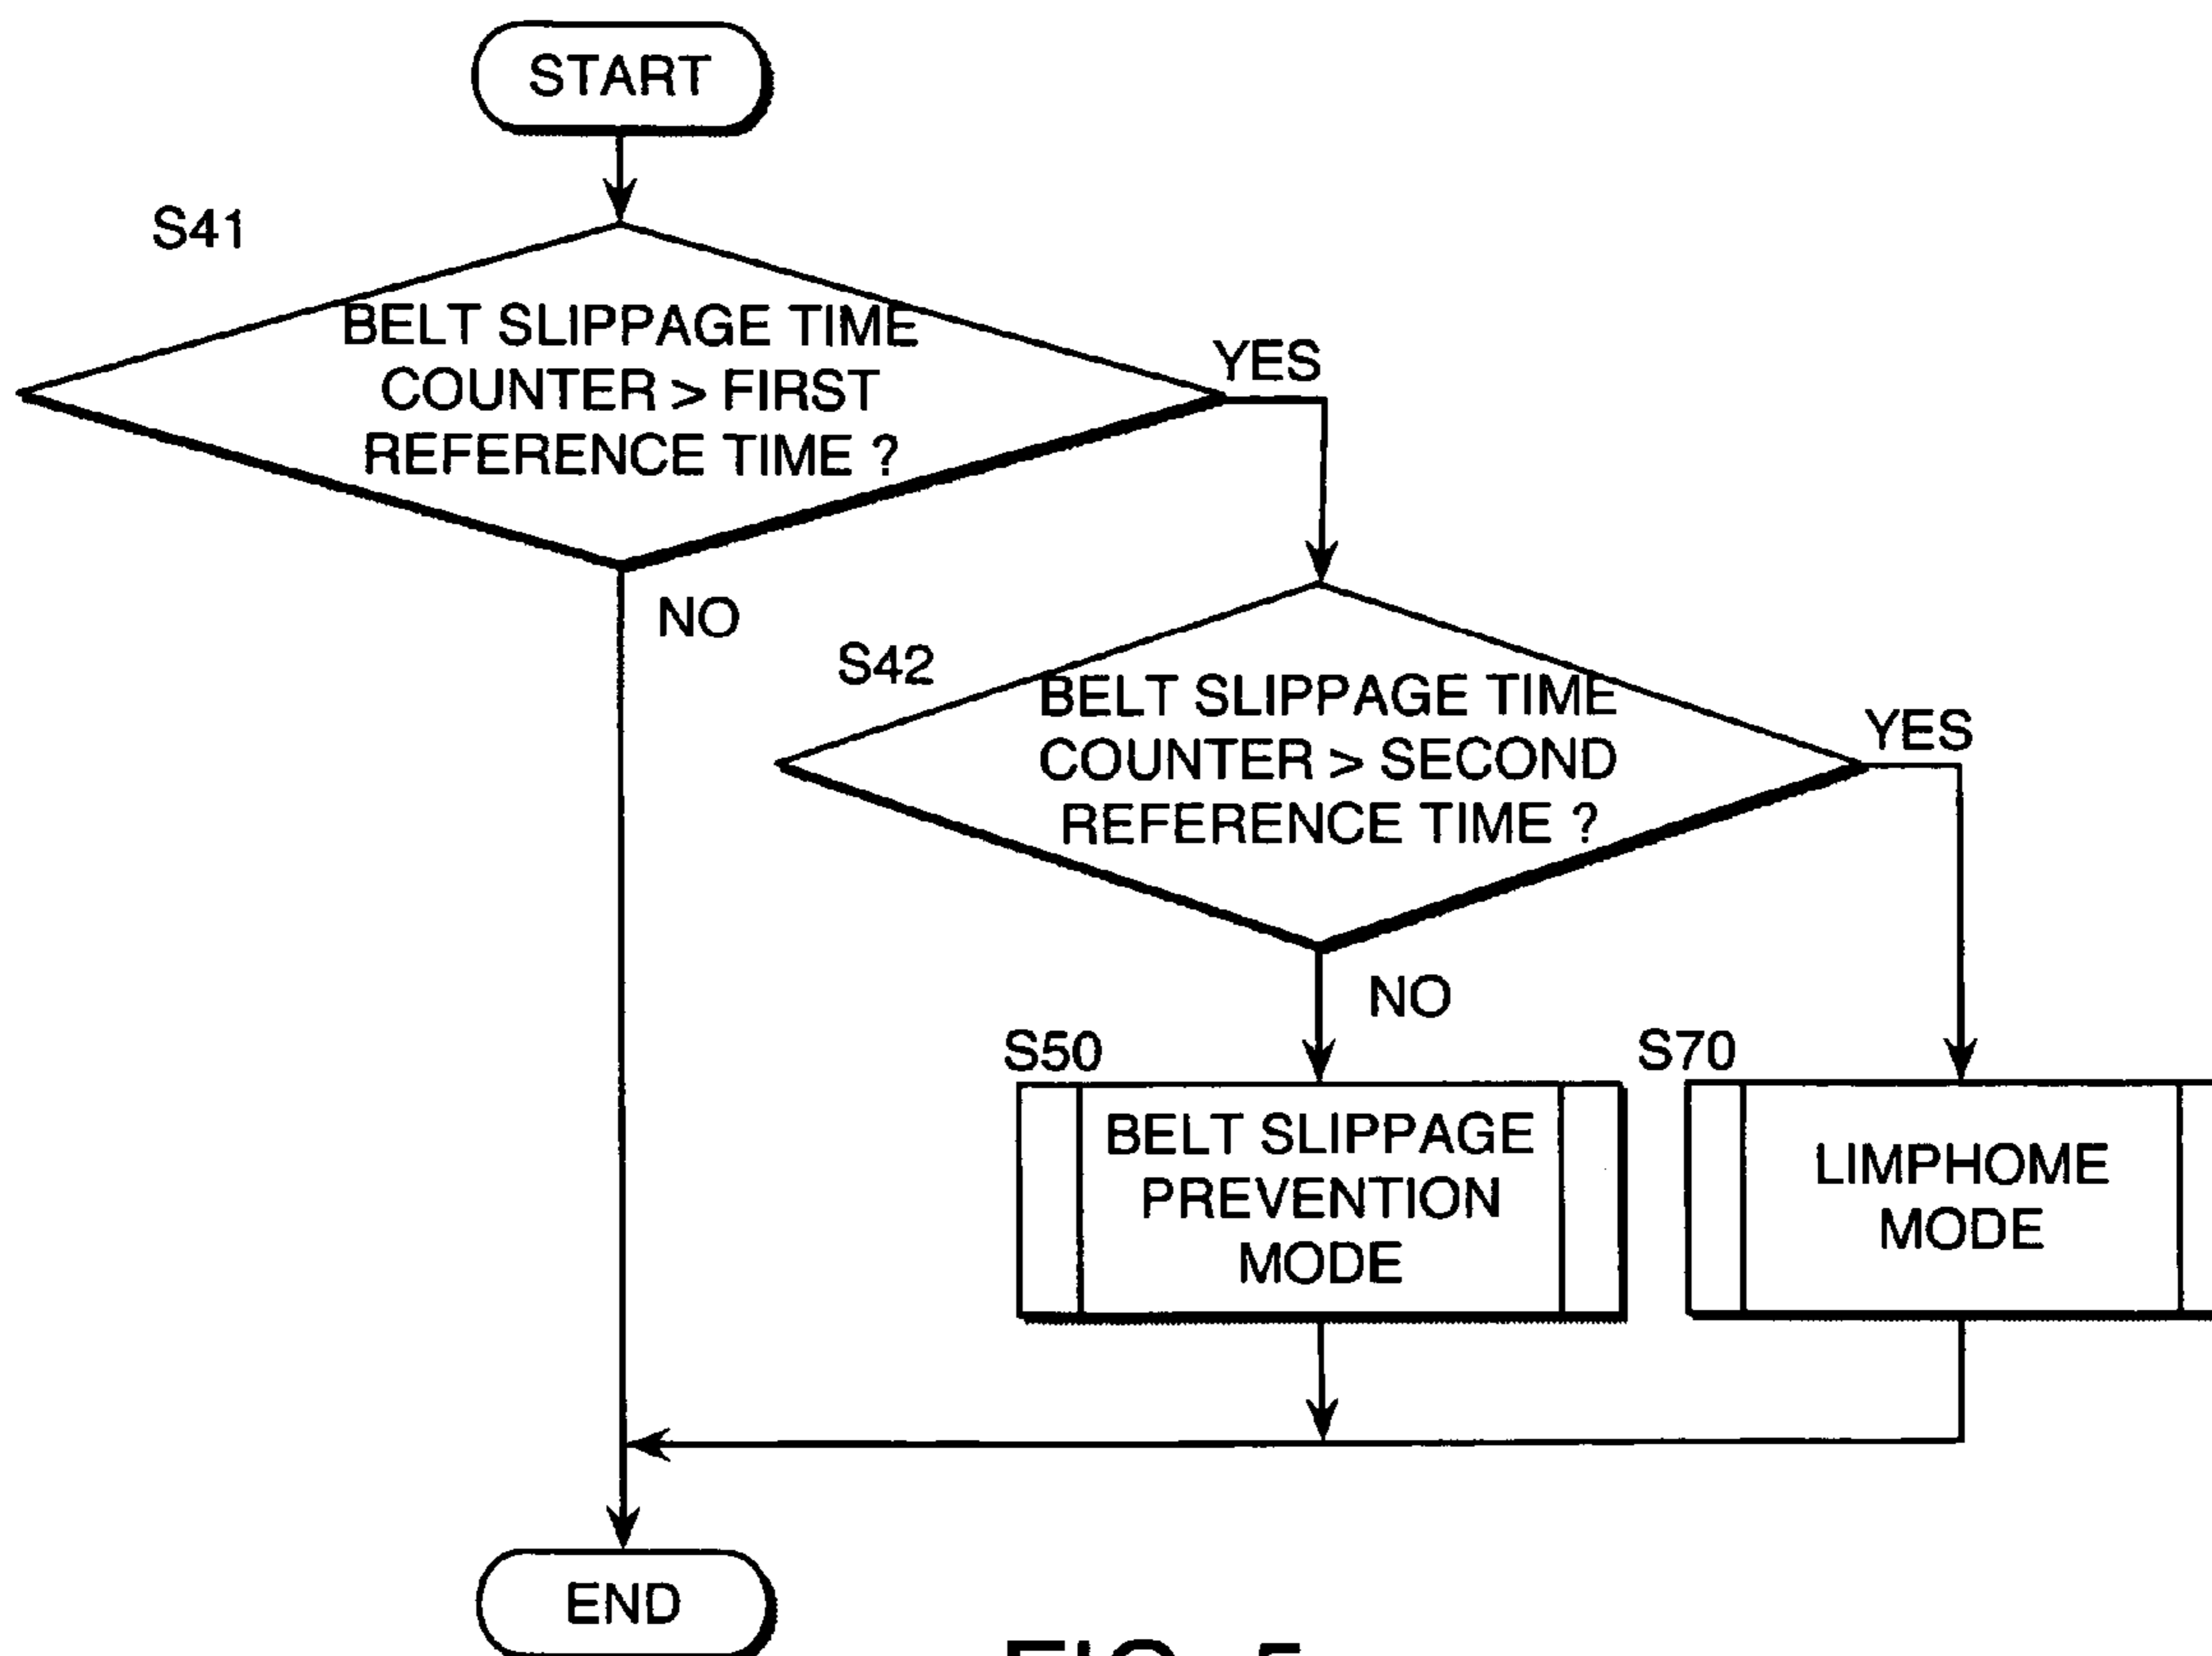 START
S41
BELT SLIPPAGE TIME
COUNTER > FIRST
REFERENCE TIME ?
YES
NO
S42
BELT SLIPPAGE TIME
COUNTER > SECOND
REFERENCE TIME ?
YES
NO
S50
BELT SLIPPAGE
PREVENTION
MODE
S70
LIMPHOME
MODE
END